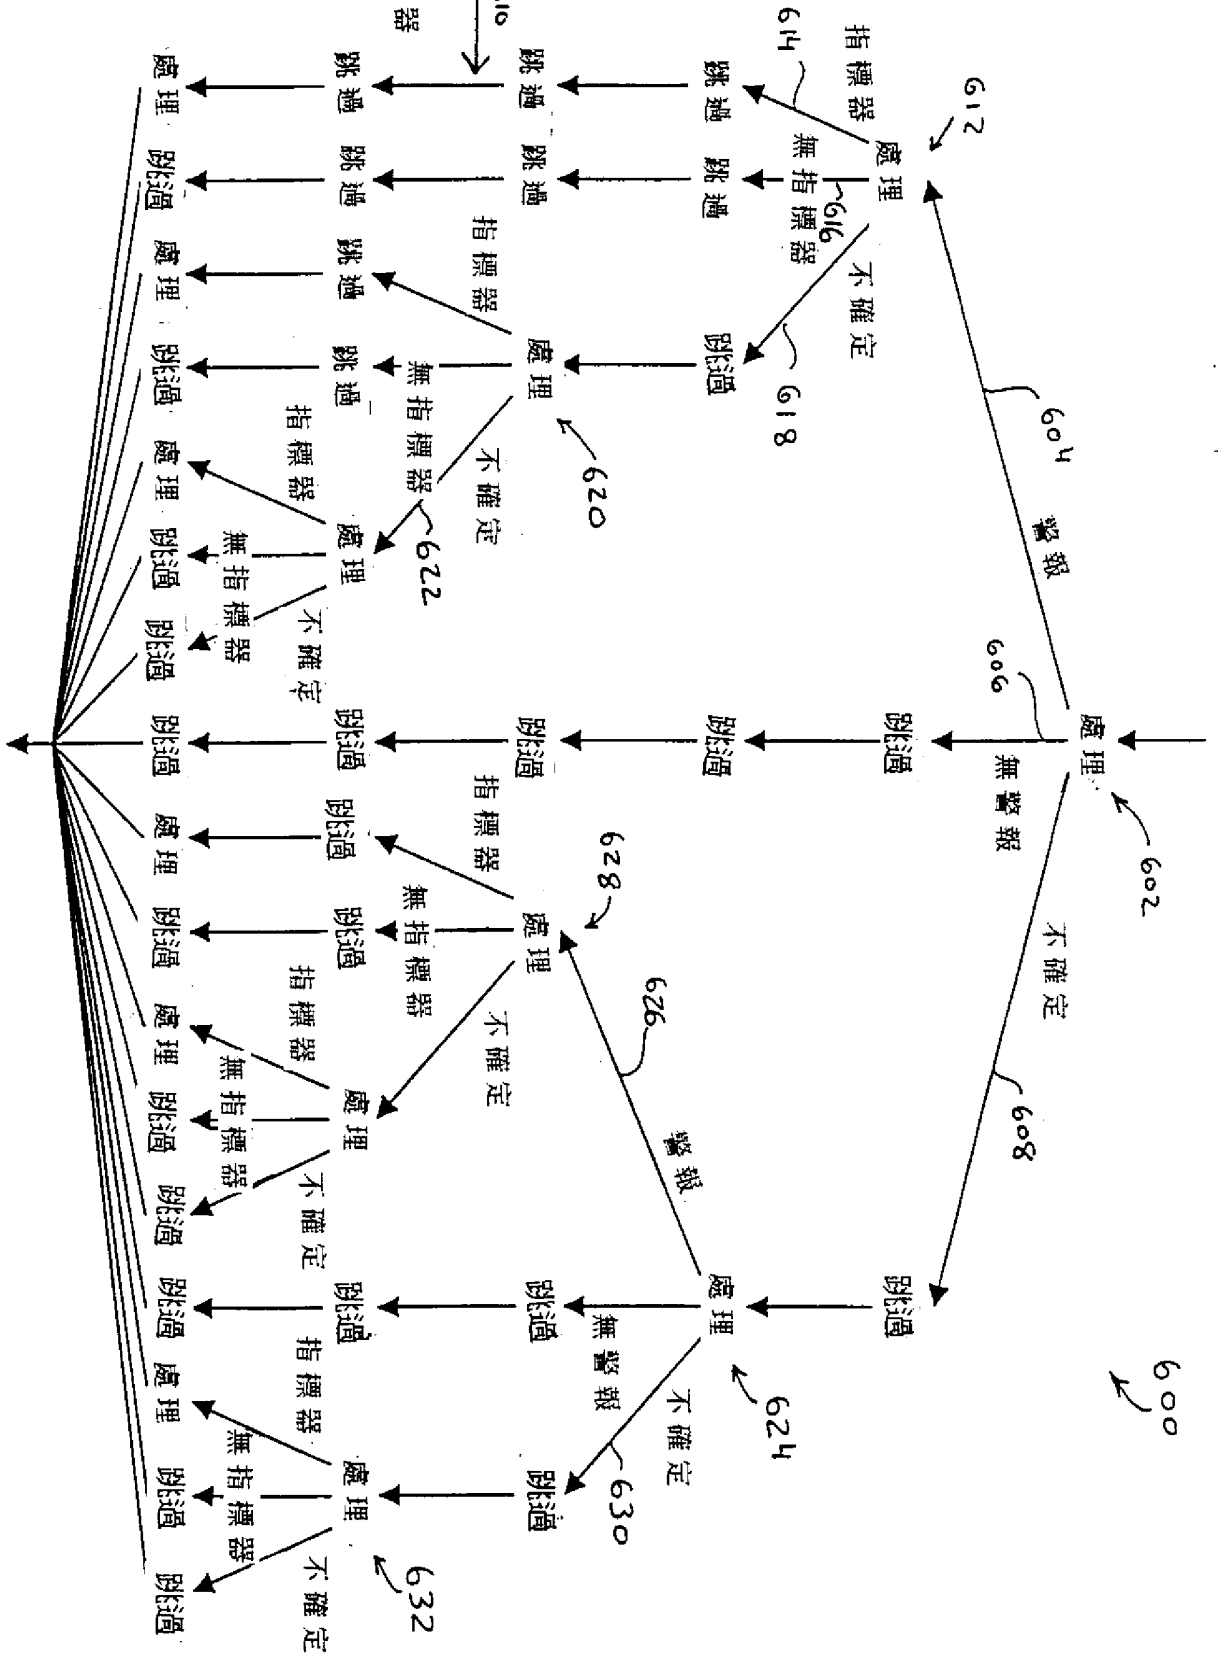 600
602
處理
604
警報
606
無警報
不確定
608
612
處理
跳過
跳過
指標器
614
無指標器
616
不確定
618
跳過
跳過
跳過
跳過
處理
624
警報
626
無警報
不確定
630
跳過
跳過
處理
620
跳過
處理
628
跳過
跳過
器
指標器
無指標器
不確定
622
指標器
無指標器
不確定
跳過
跳過
跳過
跳過
處理
跳過
跳過
跳過
處理
跳過
處理
632
指標器
無指標器
不確定
指標器
無指標器
不確定
指標器
無指標器
不確定
處理
跳過
處理
跳過
處理
跳過
跳過
跳過
處理
跳過
處理
跳過
跳過
跳過
處理
跳過
跳過